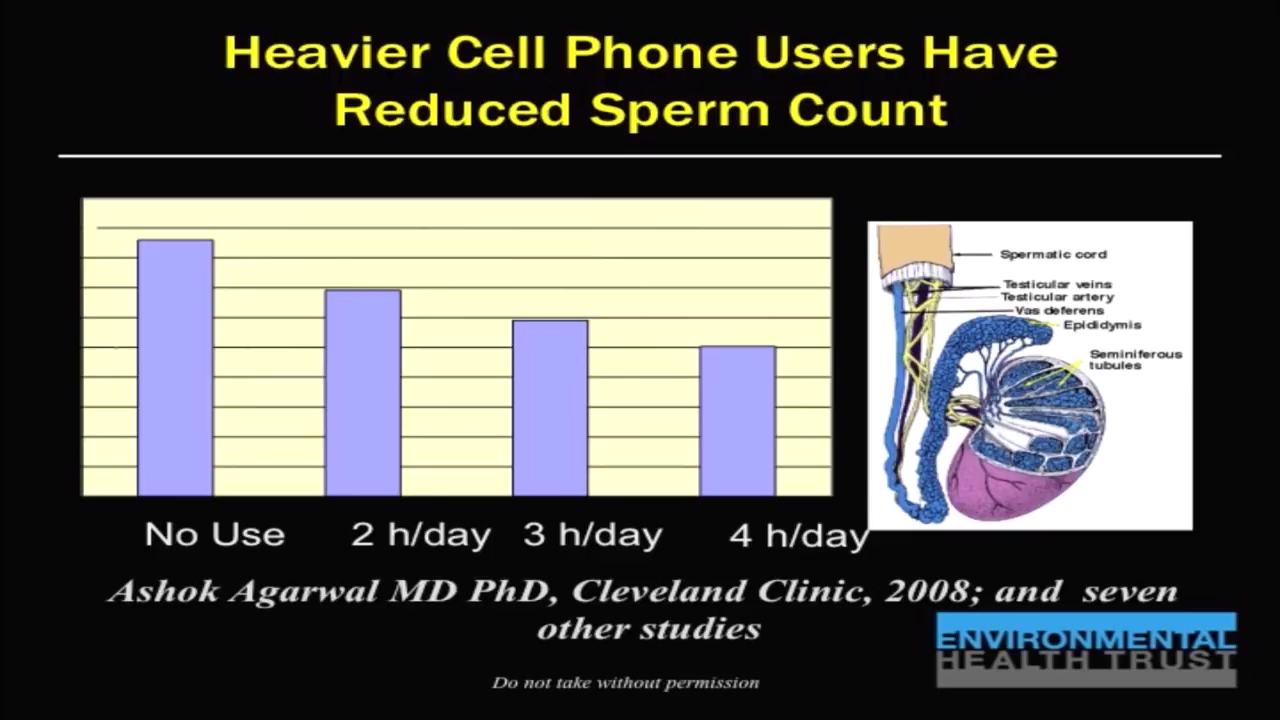 Heavier Cell Phone Users Have
Reduced Sperm Count
Spermatic cord
Testicular veins
Testicular artery
Vas deferens
Epididymis
Seminiferous
tubules
No Use 2 h/day 3 h/day 4 h/day
Ashok Agarwal MD PhD, Cleveland Clinic, 2008; and seven
other studies
ENVIRONMENTAL
HEALTH TRUST
Do not take without permission